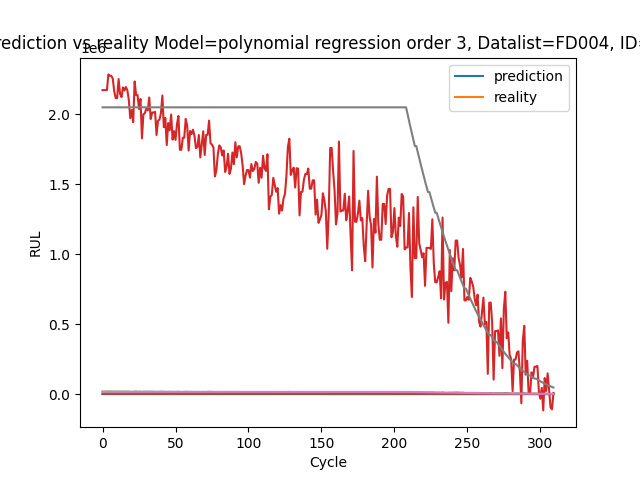 rediction vs reality Model=polynomial regression order 3, Datalist=FD004, ID=
1e6
prediction
reality
2.0
1.5
1.0
0.5
0.0
RUL
0 50 100 150 200 250 300
Cycle